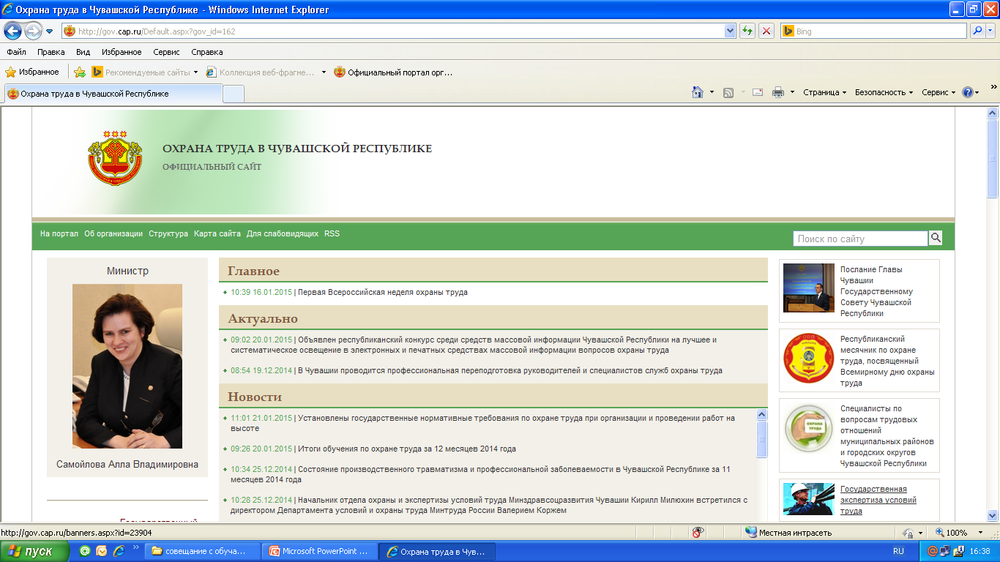 Охрана труда в Чувашской Республике - Windows Internet Explorer
http://gov.cap.ru/Default.aspx?gov_id=162
Bing
Файл Правка Вид Избранное Сервис Справка
Избранное Рекомендуемые сайты Коллекция веб-фрагме... Официальный портал орг...
Охрана труда в Чувашской Республике
Страница Безопасность Сервис
ОХРАНА ТРУДА В ЧУВАШСКОЙ РЕСПУБЛИКЕ
ОФИЦИАЛЬНЫЙ САЙТ
На портал Об организации Структура Карта сайта Для слабовидящих RSS
Поиск по сайту
Министр
Самойлова Алла Владимировна
Главное
10:39 16.01.2015 | Первая Всероссийская неделя охраны труда
Актуально
09:02 20.01.2015 | Объявлен республиканский конкурс среди средств массовой информации Чувашской Республики на лучшее и
систематическое освещение в электронных и печатных средствах массовой информации вопросов охраны труда
08:54 19.12.2014 | В Чувашии проводится профессиональная переподготовка руководителей и специалистов служб охраны труда
Новости
11:01 21.01.2015 | Установлены государственные нормативные требования по охране труда при организации и проведении работ на
высоте
09:26 20.01.2015 | Итоги обучения по охране труда за 12 месяцев 2014 года
10:34 25.12.2014 | Состояние производственного травматизма и профессиональной заболеваемости в Чувашской Республике за 11
месяцев 2014 года
10:28 25.12.2014 | Начальник отдела охраны и экспертизы условий труда Минздравсоцразвития Чувашии Кирилл Милюхин встретился с
директором Департамента условий и охраны труда Минтруда России Валерием Коржем
Послание Главы
Чувашии
Государственному
Совету Чувашской
Республики
Республиканский
месячник по охране
труда, посвященный
Всемирному дню охраны
труда
ОХРАНА
ТРУДА
Специалисты по
вопросам трудовых
отношений
муниципальных районов
и городских округов
Чувашской Республики
Государственная
экспертиза условий
труда
http://gov.cap.ru/banners.aspx?id=23904
Местная интрасеть
100%
пуск
совещание с обуча...
Microsoft PowerPoint ...
Охрана труда в Чув...
RU
16:38